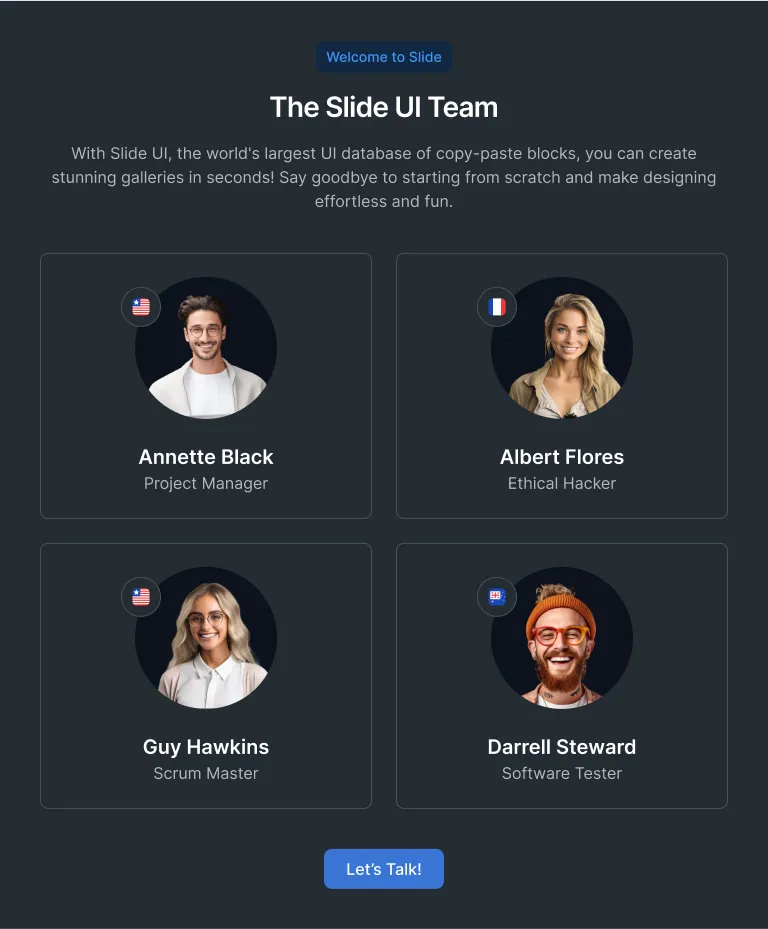 Welcome to Slide
The Slide UI Team
With Slide UI, the world's largest UI database of copy-paste blocks, you can create
stunning galleries in seconds! Say goodbye to starting from scratch and make designing
effortless and fun.
Annette Black
Project Manager
Albert Flores
Ethical Hacker
Guy Hawkins
Scrum Master
Darrell Steward
Software Tester
Let’s Talk!